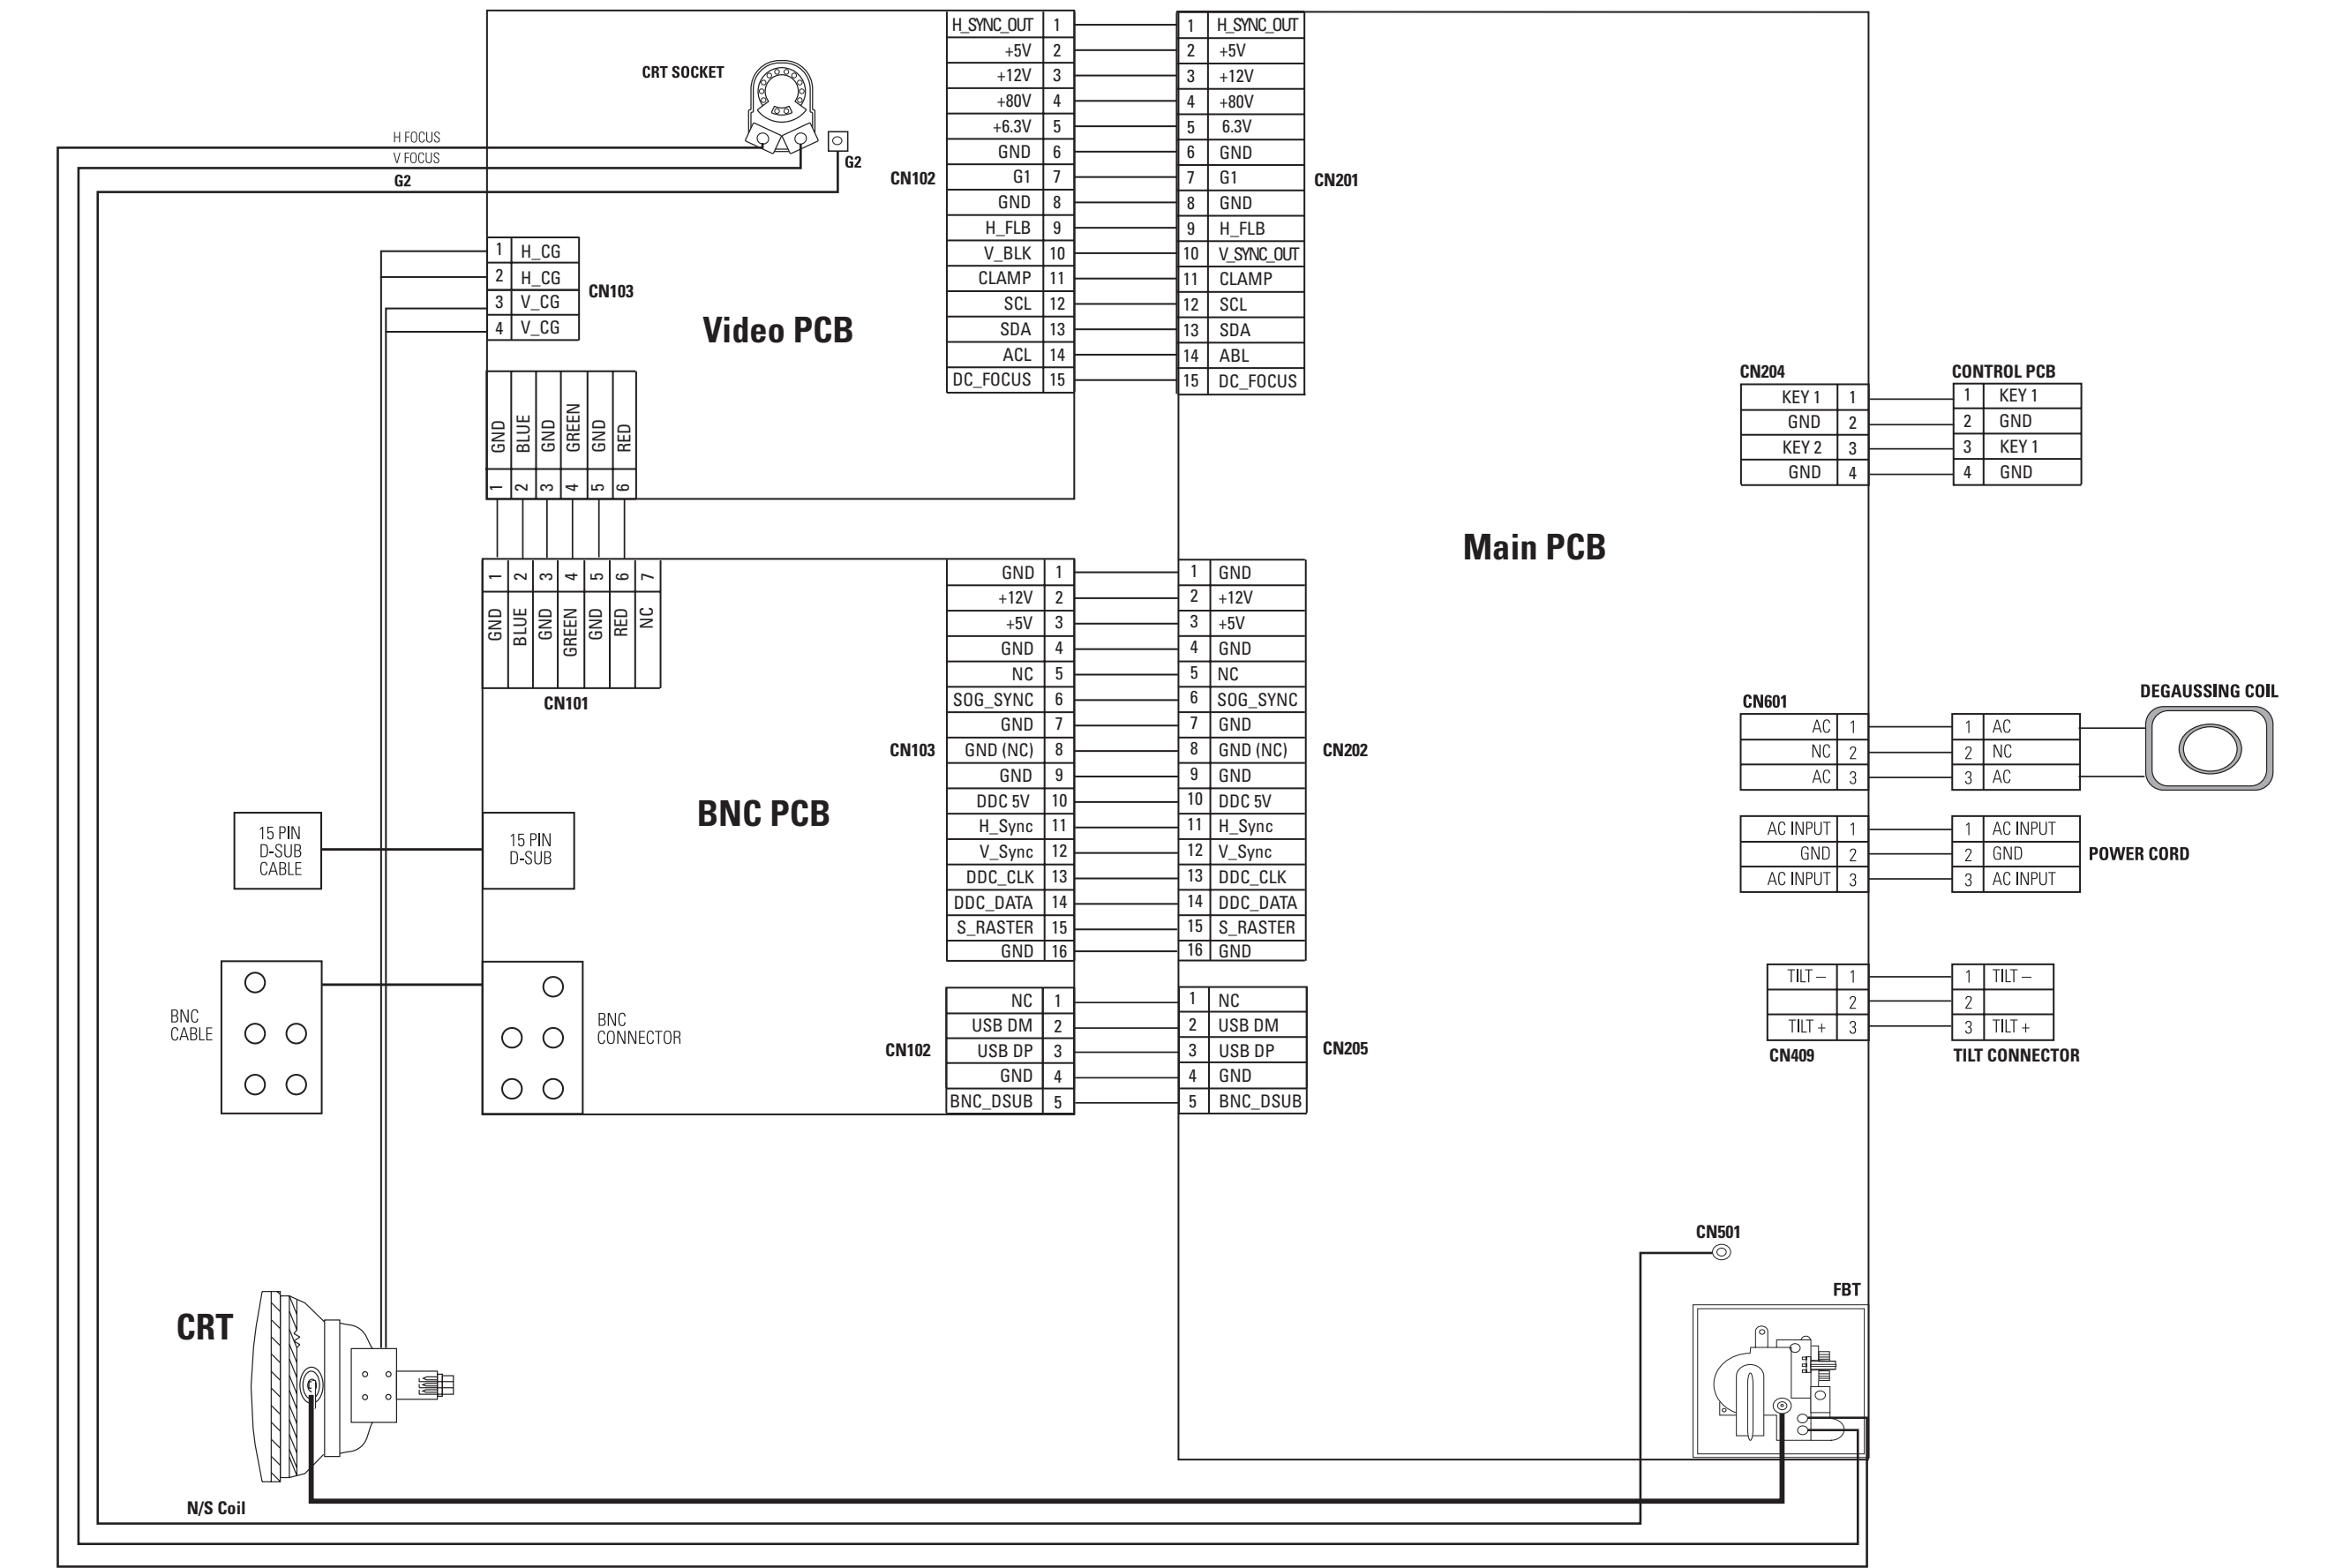 CRT SOCKET
H FOCUS
V FOCUS
G2
G2
H_SYNC_OUT 1
+5V 2
+12V 3
+80V 4
+6.3V 5
GND 6
G1 7
GND 8
H_FLB 9
V_BLK 10
CLAMP 11
SCL 12
SDA 13
ACL 14
DC_FOCUS 15
CN102
1 H_SYNC_OUT
2 +5V
3 +12V
4 +80V
5 6.3V
6 GND
7 G1
8 GND
9 H_FLB
10 V_SYNC_OUT
11 CLAMP
12 SCL
13 SDA
14 ABL
15 DC_FOCUS
CN201
1 H_CG
2 H_CG
3 V_CG
4 V_CG
CN103
Video PCB
GND 1
BLUE 2
GND 3
GREEN 4
GND 5
RED 6
CN204
KEY 1 1
GND 2
KEY 2 3
GND 4
CONTROL PCB
1 KEY 1
2 GND
3 KEY 1
4 GND
Main PCB
1 GND
2 BLUE
3 GND
4 GREEN
5 GND
6 RED
7 NC
CN101
GND 1
+12V 2
+5V 3
GND 4
NC 5
SOG_SYNC 6
GND 7
GND (NC) 8
GND 9
DDC 5V 10
H_Sync 11
V_Sync 12
DDC_CLK 13
DDC_DATA 14
S_RASTER 15
GND 16
CN103
1 GND
2 +12V
3 +5V
4 GND
5 NC
6 SOG_SYNC
7 GND
8 GND (NC)
9 GND
10 DDC 5V
11 H_Sync
12 V_Sync
13 DDC_CLK
14 DDC_DATA
15 S_RASTER
16 GND
CN202
BNC PCB
CN601
AC 1
NC 2
AC 3
1 AC
2 NC
3 AC
DEGAUSSING COIL
AC INPUT 1
GND 2
AC INPUT 3
1 AC INPUT
2 GND
3 AC INPUT
POWER CORD
15 PIN
D-SUB
CABLE
15 PIN
D-SUB
BNC
CABLE
BNC
CONNECTOR
NC 1
USB DM 2
USB DP 3
GND 4
BNC_DSUB 5
CN102
1 NC
2 USB DM
3 USB DP
4 GND
5 BNC_DSUB
CN205
TILT – 1
2
TILT + 3
CN409
1 TILT –
2
3 TILT +
TILT CONNECTOR
CN501
FBT
CRT
N/S Coil